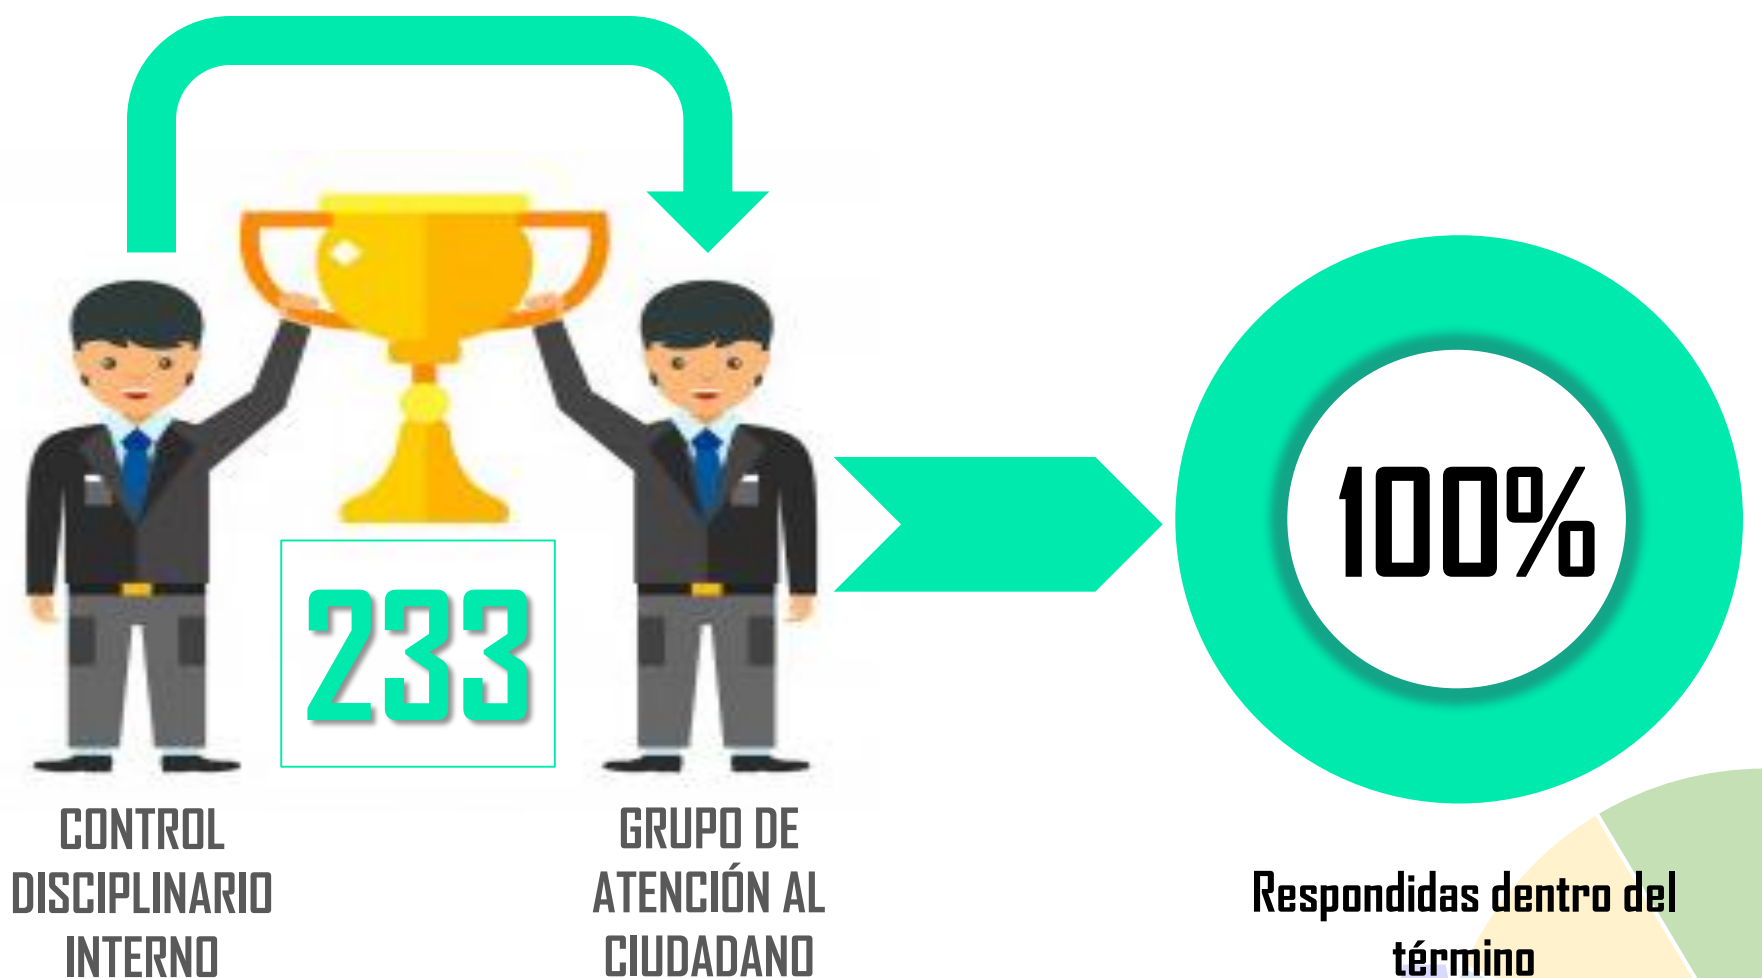 233
100%
CONTROL
DISCIPLINARIO
INTERNO
GRUPO DE
ATENCIÓN AL
CIUDADANO
Respondidas dentro del
término